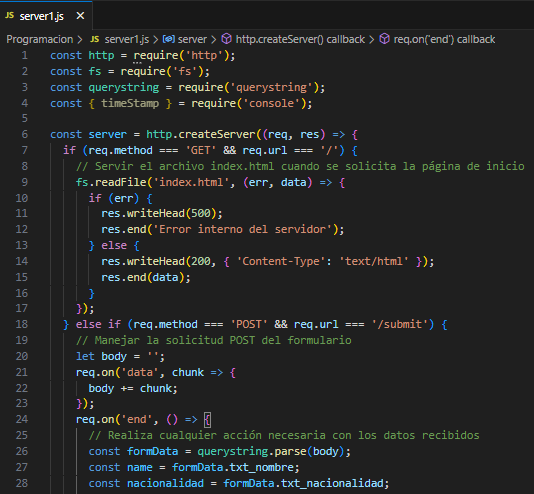 JS server1.js ×
Programacion > JS server1.js > server > http.createServer() callback > req.on('end') callback
1 const http = require('http');
2 const fs = require('fs');
3 const querystring = require('querystring');
4 const { timeStamp } = require('console');
5
6 const server = http.createServer((req, res) => {
7 if (req.method === 'GET' && req.url === '/') {
8 // Servir el archivo index.html cuando se solicita la página de inicio
9 fs.readFile('index.html', (err, data) => {
10 if (err) {
11 res.writeHead(500);
12 res.end('Error interno del servidor');
13 } else {
14 res.writeHead(200, { 'Content-Type': 'text/html' });
15 res.end(data);
16 }
17 });
18 } else if (req.method === 'POST' && req.url === '/submit') {
19 // Manejar la solicitud POST del formulario
20 let body = '';
21 req.on('data', chunk => {
22 body += chunk;
23 });
24 req.on('end', () => {
25 // Realiza cualquier acción necesaria con los datos recibidos
26 const formData = querystring.parse(body);
27 const name = formData.txt_nombre;
28 const nacionalidad = formData.txt_nacionalidad;